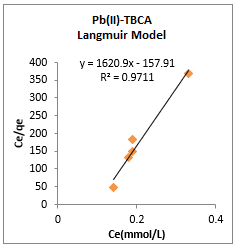 Pb(II)-TBCA
Langmuir Model
y = 1620.9x - 157.91
R² = 0.9711
400
350
300
250
200
150
100
50
0
Ce/qe
0
0.2
0.4
Ce(mmol/L)